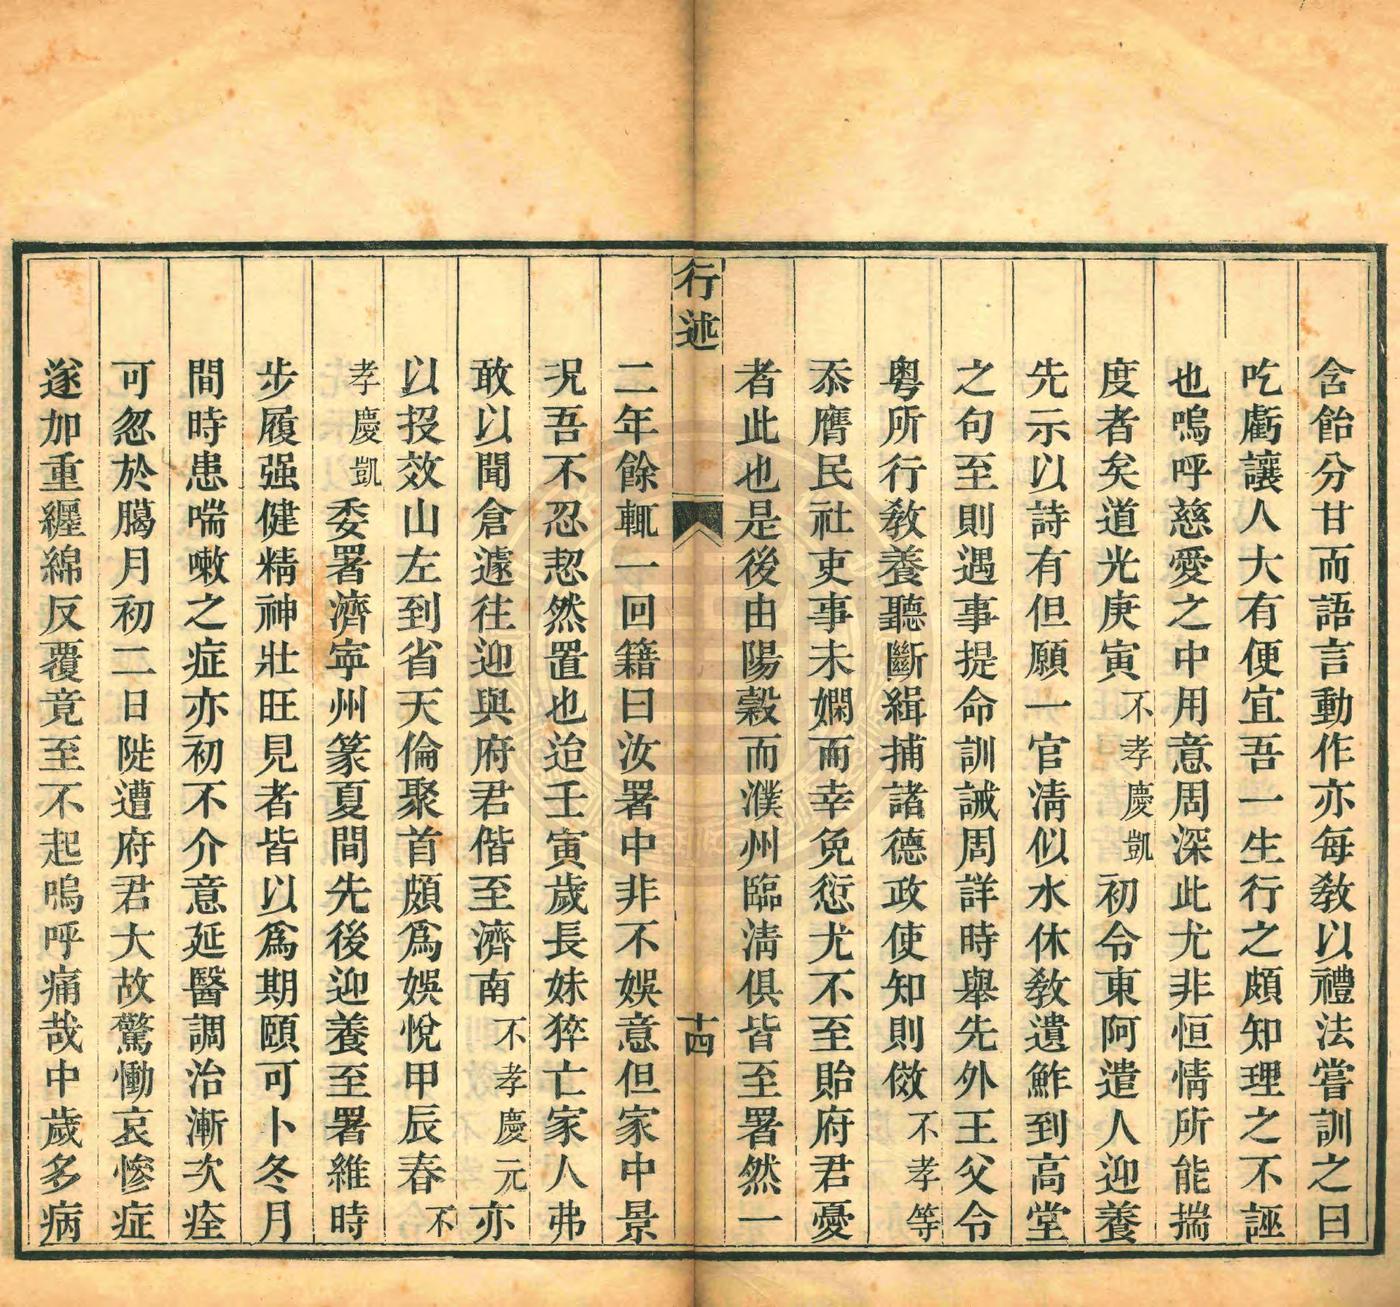 含飴分甘而語言動作亦每敎以禮法嘗訓之曰
吃虧讓人大有便宜吾一生行之頗知理之不誣
也嗚呼慈愛之中用意周深此尤非恒情所能揣
度者矣道光庚寅不孝慶凱初令東阿遣人迎養
先示以詩有但願一官淸似水休敎遺鮓到高堂
之句至則遇事提命訓誡周詳時舉先外王父令
粵所行敎養聽斷緝捕諸德政使知則傚不孝等
忝膺民社吏事未嫻而幸免愆尤不至貽府君憂
者此也是後由陽穀而濮州臨淸俱皆至署然一
行述
十四
二年餘輒一回籍曰汝署中非不娛意但家中景
況吾不忍恝然置也迨壬寅歲長妹猝亡家人弗
敢以聞倉遽往迎與府君偕至濟南不孝慶元亦
以投效山左到省天倫聚首頗爲娛悅甲辰春不
孝慶凱委署濟寧州篆夏間先後迎養至署維時
步履强健精神壯旺見者皆以爲期頤可卜冬月
間時患喘嗽之症亦初不介意延醫調治漸次痊
可忽於臈月初二日陡遭府君大故驚慟哀慘症
遂加重纒綿反覆竟至不起嗚呼痛哉中歲多病